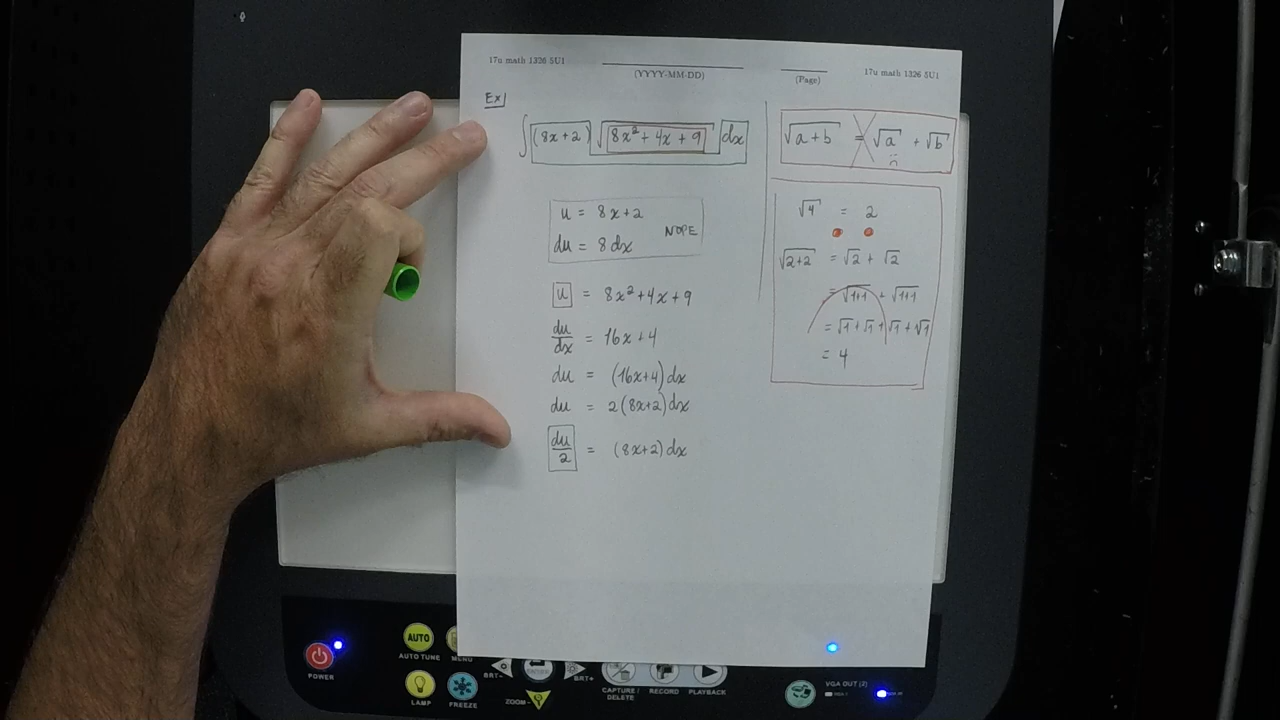 17u math 1326 5U1
(YYYY-MM-DD)
(Page)
17u math 1326 5U1
Ex
∫ (8x+2) √(8x²+4x+9) dx
u = 8x+2
du = 8 dx
NOPE
u = 8x²+4x+9
du/dx = 16x+4
du = (16x+4) dx
du = 2(8x+2) dx
du/2 = (8x+2) dx
√(a+b) = √a + √b
√4 = 2
√(2+2) = √2 + √2
= √(1+1) + √(1+1)
= √1+√1+√1+√1
= 4
POWER
AUTO
AUTO TUNE
MENU
LAMP
FREEZE
BRT-
BRT+
ZOOM-
CAPTURE / DELETE
RECORD
PLAYBACK
VGA OUT (2)